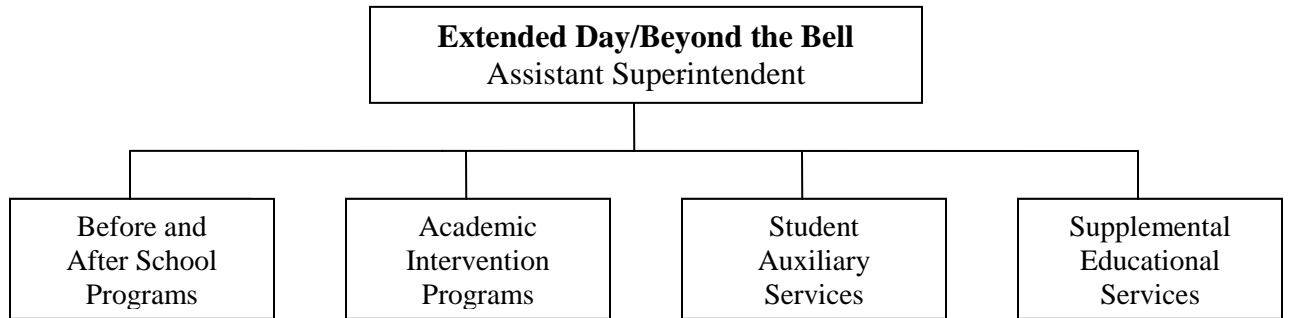 Extended Day/Beyond the Bell
Assistant Superintendent
Before and
After School
Programs
Academic
Intervention
Programs
Student
Auxiliary
Services
Supplemental
Educational
Services